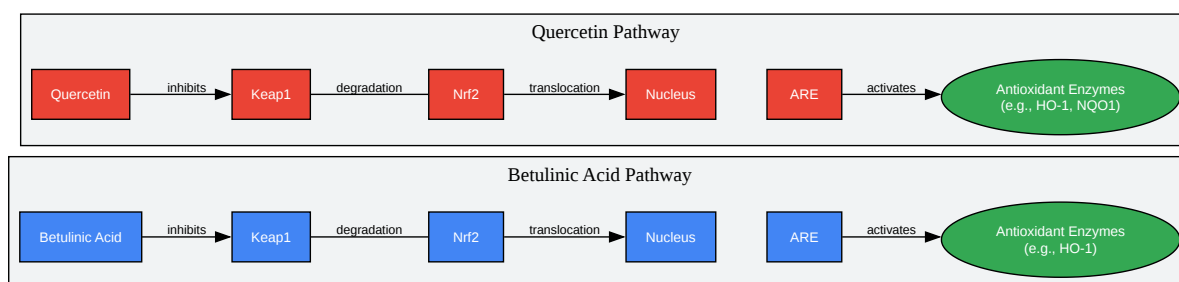 Quercetin Pathway
Quercetin
inhibits
Keap1
degradation
Nrf2
translocation
Nucleus
ARE
activates
Antioxidant Enzymes
(e.g., HO-1, NQO1)
Betulinic Acid Pathway
Betulinic Acid
inhibits
Keap1
degradation
Nrf2
translocation
Nucleus
ARE
activates
Antioxidant Enzymes
(e.g., HO-1)